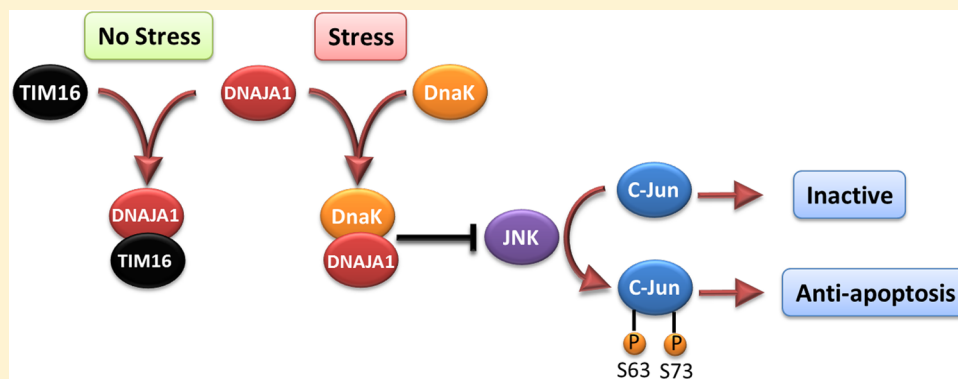 No Stress
Stress
TIM16
DNAJA1
DnaK
DNAJA1
TIM16
DnaK
DNAJA1
JNK
C-Jun
Inactive
C-Jun
Anti-apoptosis
P
P
S63
S73